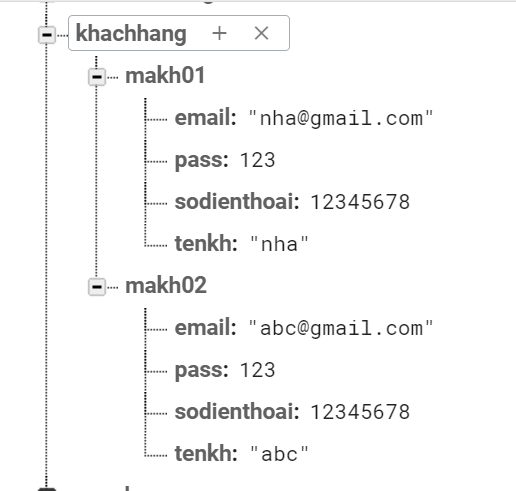 khachhang + ×
makh01
email: "nha@gmail.com"
pass: 123
sodienthoai: 12345678
tenkh: "nha"
makh02
email: "abc@gmail.com"
pass: 123
sodienthoai: 12345678
tenkh: "abc"